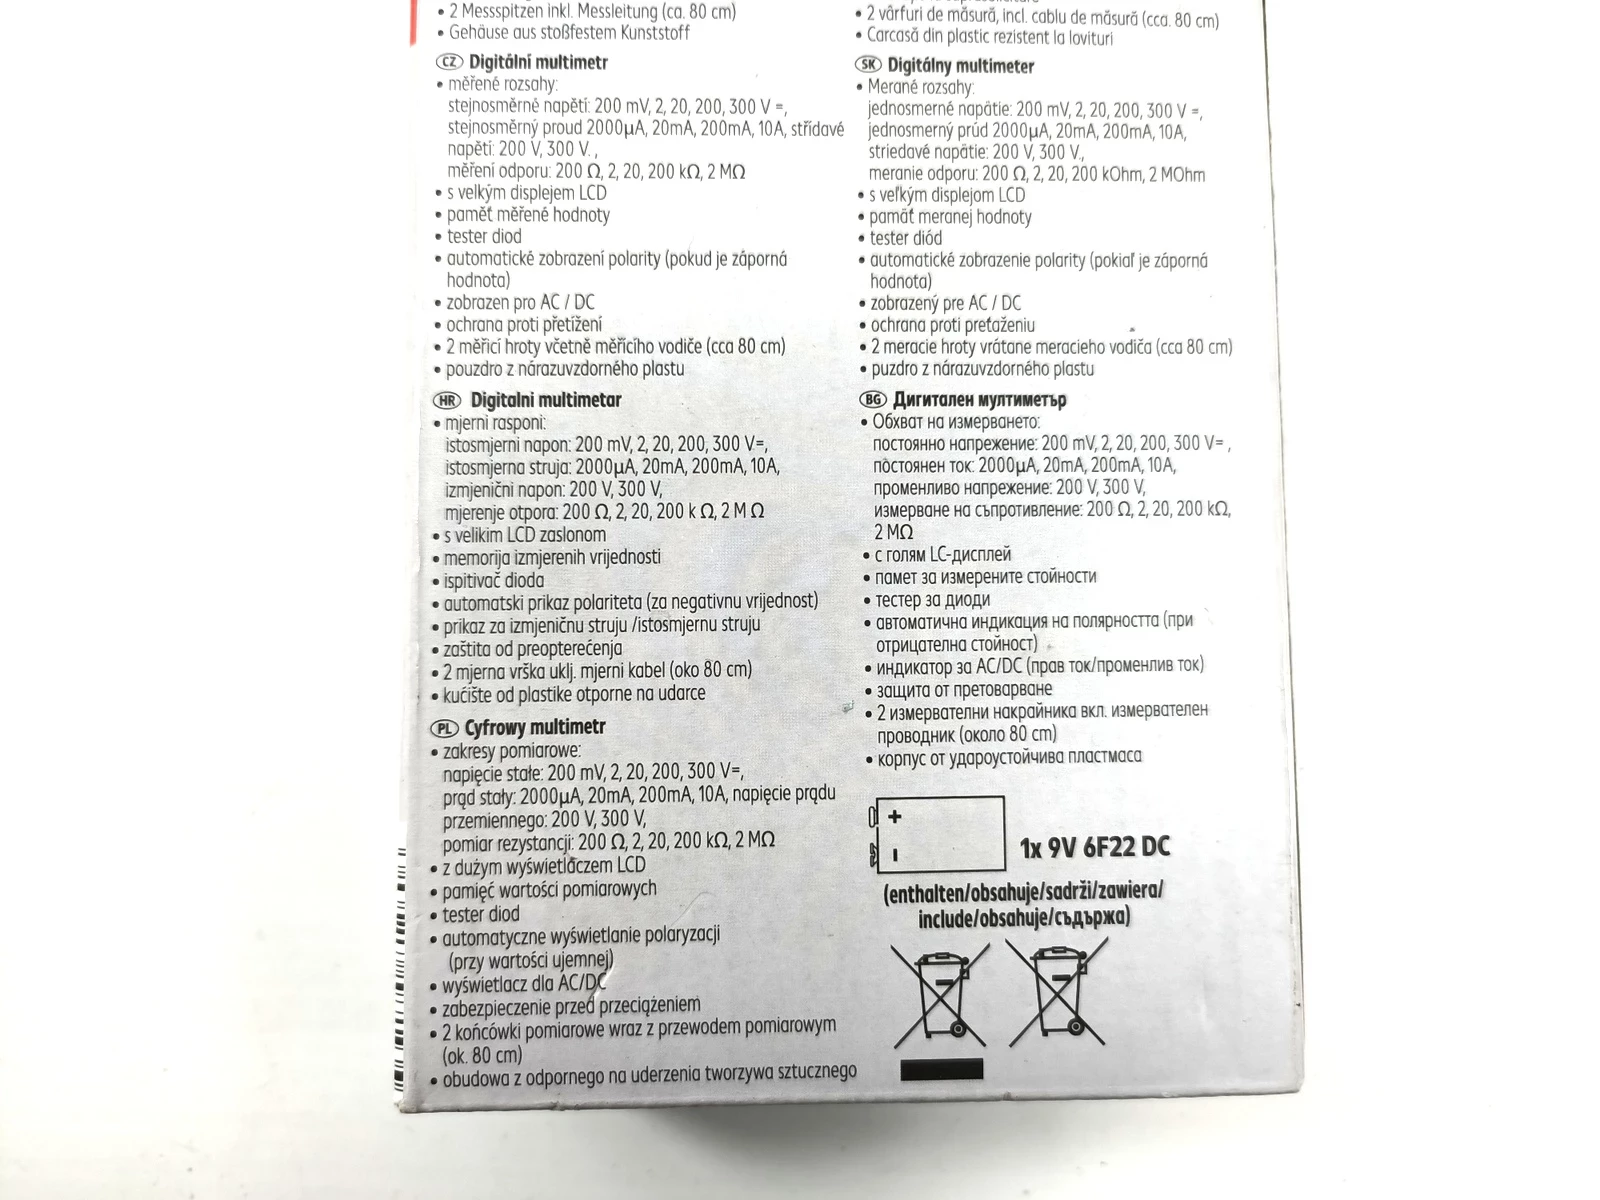 • 2 Messspitzen inkl. Messleitung (ca. 80 cm)
• Gehäuse aus stoßfestem Kunststoff
CZ Digitální multimetr
• měřené rozsahy:
stejnosměrné napětí: 200 mV, 2, 20, 200, 300 V =,
stejnosměrný proud 2000µA, 20mA, 200mA, 10A, střídavé
napětí: 200 V, 300 V. ,
měření odporu: 200 Ω, 2, 20, 200 kΩ, 2 MΩ
• s velkým displejem LCD
• paměť měřené hodnoty
• tester diod
• automatické zobrazení polarity (pokud je záporná
hodnota)
• zobrazen pro AC / DC
• ochrana proti přetížení
• 2 měřicí hroty včetně měřícího vodiče (cca 80 cm)
• pouzdro z nárazuvzdorného plastu
HR Digitalni multimetar
• mjerni rasponi:
istosmjerni napon: 200 mV, 2, 20, 200, 300 V=,
istosmjerna struja: 2000µA, 20mA, 200mA, 10A,
izmjenični napon: 200 V, 300 V,
mjerenje otpora: 200 Ω, 2, 20, 200 k Ω, 2 M Ω
• s velikim LCD zaslonom
• memorija izmjerenih vrijednosti
• ispitivač dioda
• automatski prikaz polariteta (za negativnu vrijednost)
• prikaz za izmjeničnu struju /istosmjernu struju
• zaštita od preopterećenja
• 2 mjerna vrška uklj. mjerni kabel (oko 80 cm)
• kućište od plastike otporne na udarce
PL Cyfrowy multimetr
• zakresy pomiarowe:
napięcie stałe: 200 mV, 2, 20, 200, 300 V=,
prąd stały: 2000µA, 20mA, 200mA, 10A, napięcie prądu
przemiennego: 200 V, 300 V,
pomiar rezystancji: 200 Ω, 2, 20, 200 kΩ, 2 MΩ
• z dużym wyświetlaczem LCD
• pamięć wartości pomiarowych
• tester diod
• automatyczne wyświetlanie polaryzacji
(przy wartości ujemnej)
• wyświetlacz dla AC/DC
• zabezpieczenie przed przeciążeniem
• 2 końcówki pomiarowe wraz z przewodem pomiarowym
(ok. 80 cm)
• obudowa z odpornego na uderzenia tworzywa sztucznego
• 2 vârfuri de măsură, incl. cablu de măsură (cca. 80 cm)
• Carcasă din plastic rezistent la lovituri
SK Digitálny multimeter
• Merané rozsahy:
jednosmerné napätie: 200 mV, 2, 20, 200, 300 V =,
jednosmerný prúd 2000µA, 20mA, 200mA, 10A,
striedavé napätie: 200 V, 300 V.,
meranie odporu: 200 Ω, 2, 20, 200 kOhm, 2 MOhm
• s veľkým displejom LCD
• pamäť meranej hodnoty
• tester diód
• automatické zobrazenie polarity (pokiaľ je záporná
hodnota)
• zobrazený pre AC / DC
• ochrana proti preťaženiu
• 2 meracie hroty vrátane meracieho vodiča (cca 80 cm)
• puzdro z nárazuvzdorného plastu
BG Дигитален мултиметър
• Обхват на измерването:
постоянно напрежение: 200 mV, 2, 20, 200, 300 V= ,
постоянен ток: 2000µA, 20mA, 200mA, 10A,
променливо напрежение: 200 V, 300 V,
измерване на съпротивление: 200 Ω, 2, 20, 200 kΩ,
2 MΩ
• с голям LC-дисплей
• памет за измерените стойности
• тестер за диоди
• автоматична индикация на полярността (при
отрицателна стойност)
• индикатор за AC/DC (прав ток/променлив ток)
• защита от претоварване
• 2 измервателни накрайника вкл. измервателен
проводник (около 80 cm)
• корпус от удароустойчива пластмаса
+
-
1x 9V 6F22 DC
(enthalten/obsahuje/sadrži/zawiera/
include/obsahuje/съдържа)